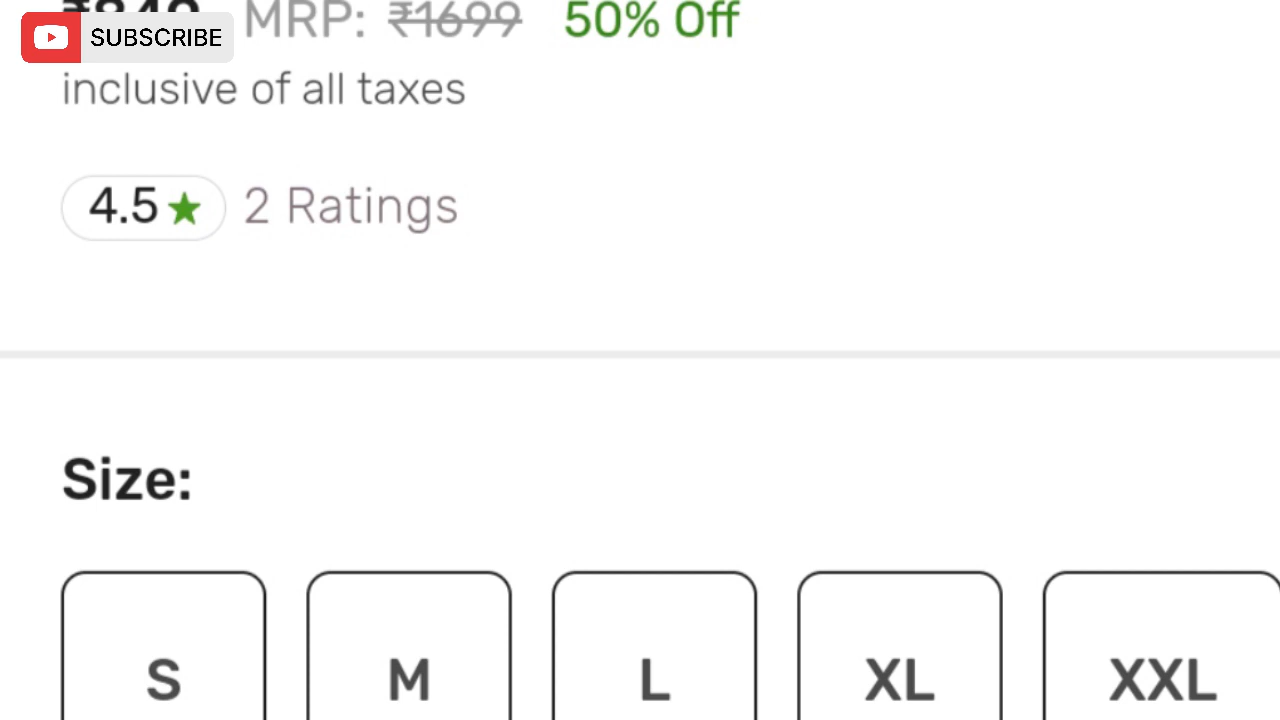 MRP: ₹1699 50% Off
SUBSCRIBE
inclusive of all taxes
4.5★ 2 Ratings
Size:
S M L XL XXL